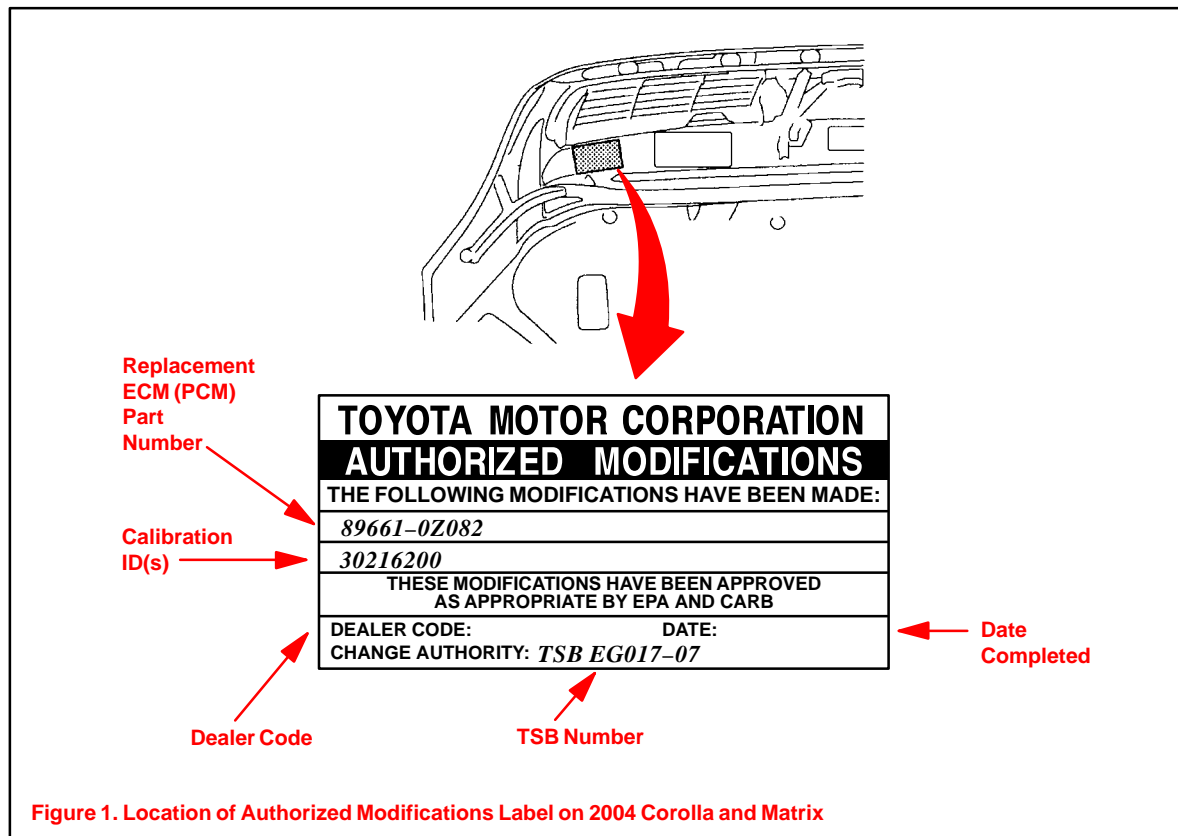 Replacement
ECM (PCM)
Part
Number
TOYOTA MOTOR CORPORATION
AUTHORIZED MODIFICATIONS
THE FOLLOWING MODIFICATIONS HAVE BEEN MADE:
89661–0Z082
Calibration
ID(s)
30216200
THESE MODIFICATIONS HAVE BEEN APPROVED
AS APPROPRIATE BY EPA AND CARB
DEALER CODE: DATE:
CHANGE AUTHORITY: TSB EG017–07
Date
Completed
Dealer Code
TSB Number
Figure 1. Location of Authorized Modifications Label on 2004 Corolla and Matrix